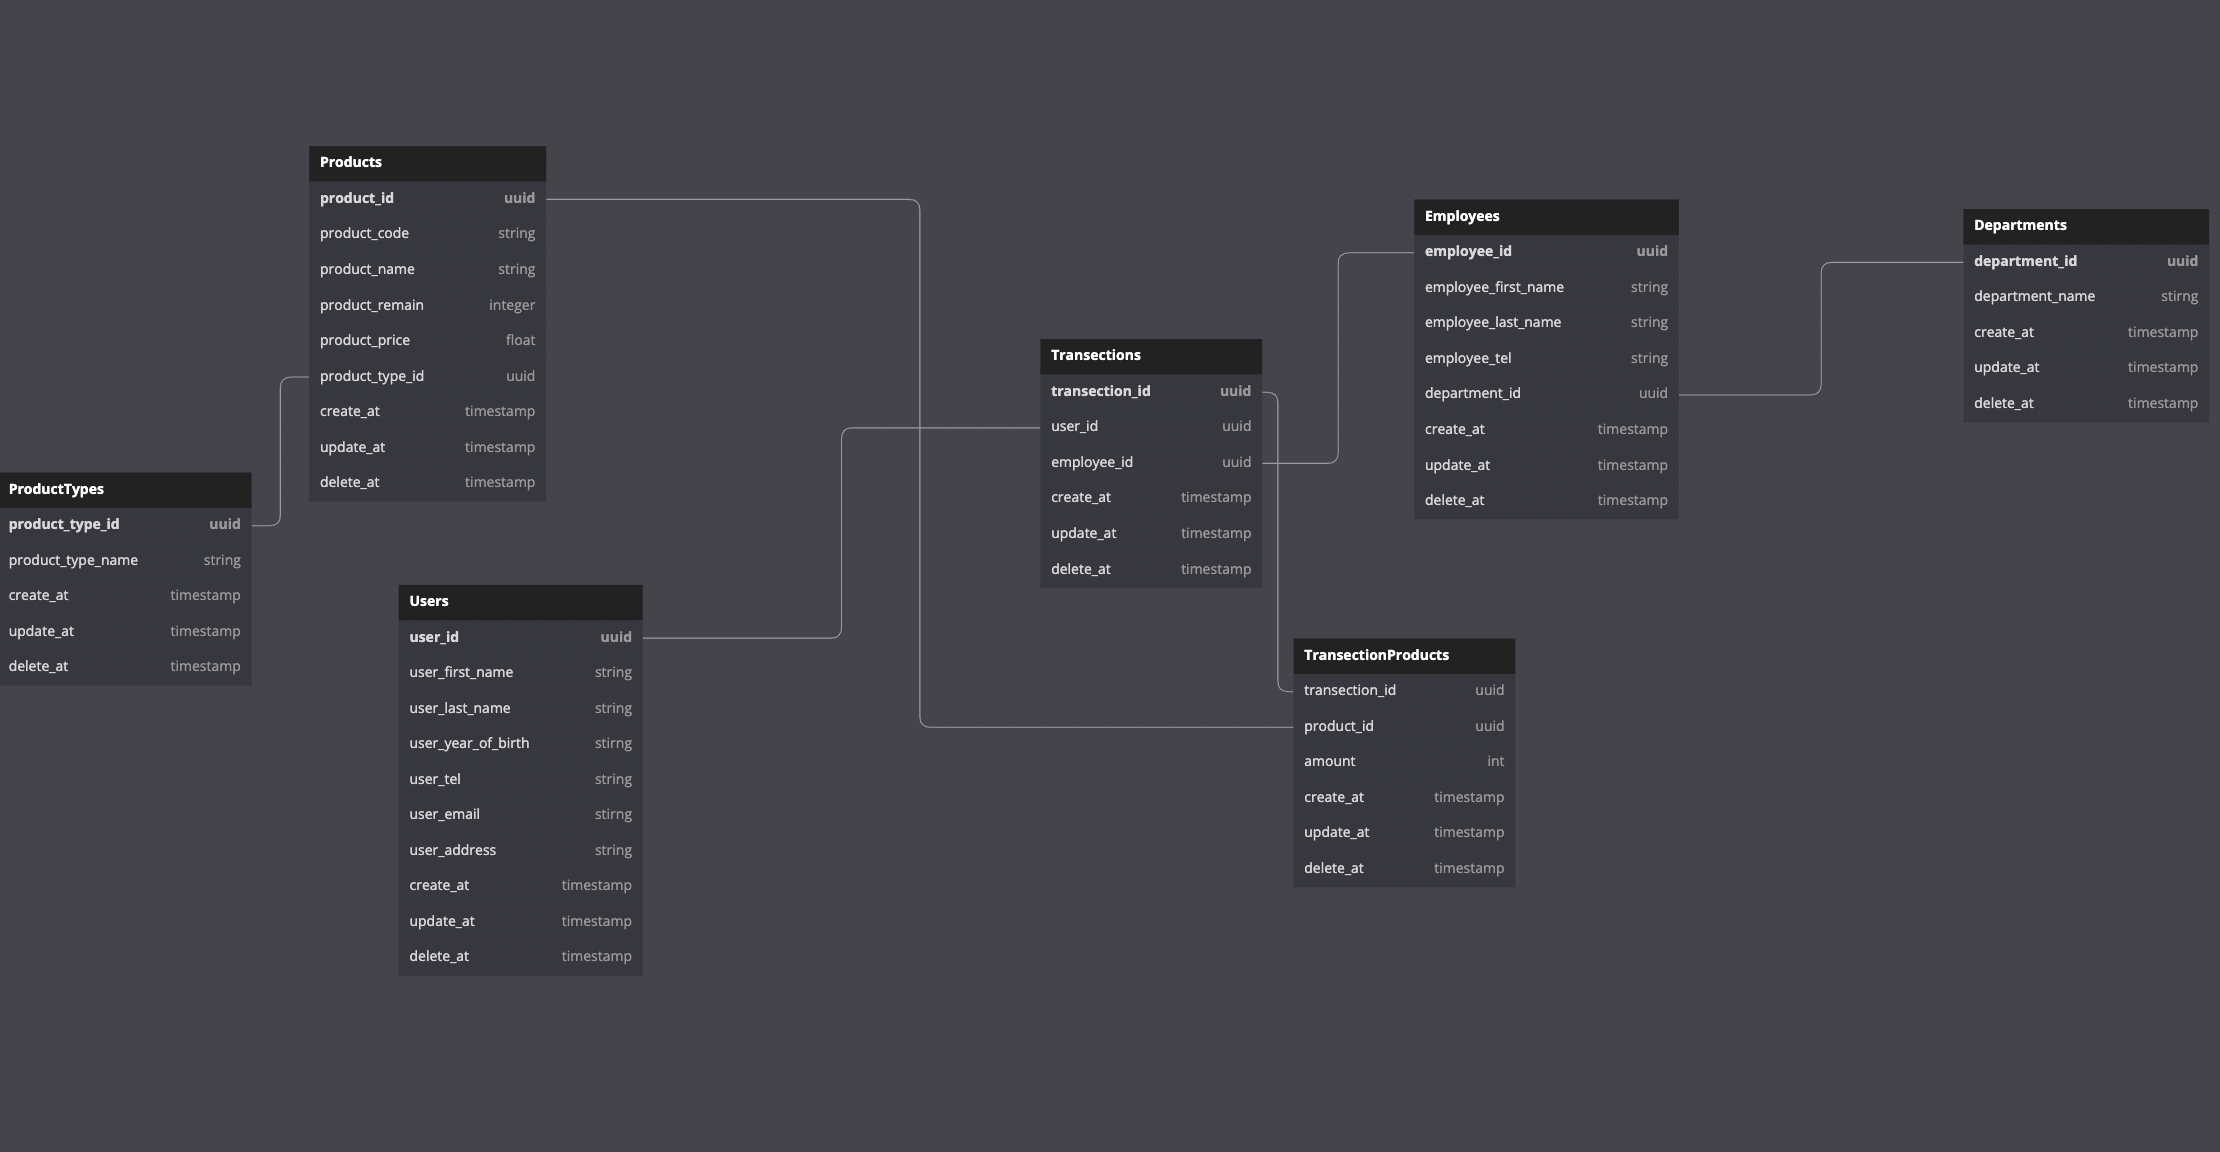 Products
product_id uuid
product_code string
product_name string
product_remain integer
product_price float
product_type_id uuid
create_at timestamp
update_at timestamp
delete_at timestamp
ProductTypes
product_type_id uuid
product_type_name string
create_at timestamp
update_at timestamp
delete_at timestamp
Users
user_id uuid
user_first_name string
user_last_name string
user_year_of_birth stirng
user_tel string
user_email stirng
user_address string
create_at timestamp
update_at timestamp
delete_at timestamp
Transections
transection_id uuid
user_id uuid
employee_id uuid
create_at timestamp
update_at timestamp
delete_at timestamp
Employees
employee_id uuid
employee_first_name string
employee_last_name string
employee_tel string
department_id uuid
create_at timestamp
update_at timestamp
delete_at timestamp
Departments
department_id uuid
department_name stirng
create_at timestamp
update_at timestamp
delete_at timestamp
TransectionProducts
transection_id uuid
product_id uuid
amount int
create_at timestamp
update_at timestamp
delete_at timestamp